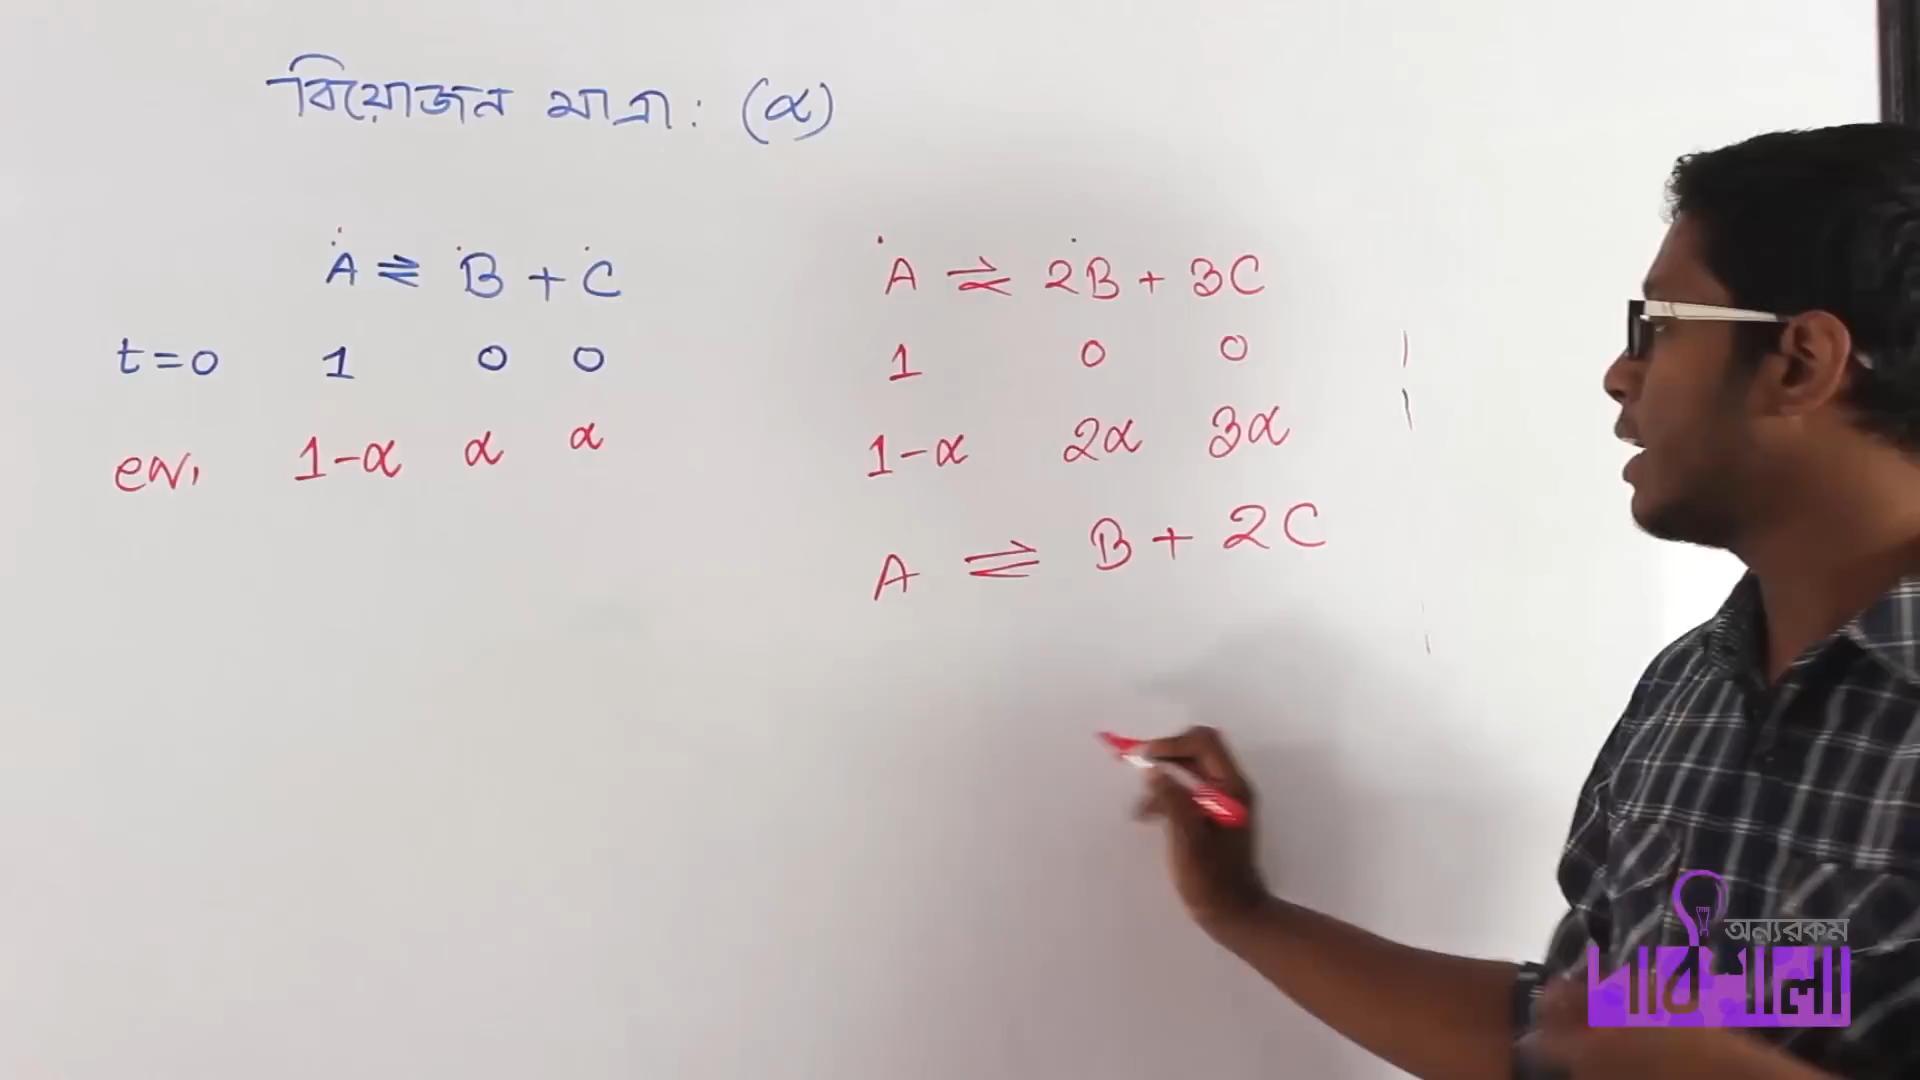 বিয়োজন মাত্রা : (α)
A ⇌ B + C
t=0 1 0 0
eq, 1-α α α
A ⇌ 2B + 3C
1 0 0
1-α 2α 3α
A ⇌ B + 2C
অন্যরকম
পাঠশালা